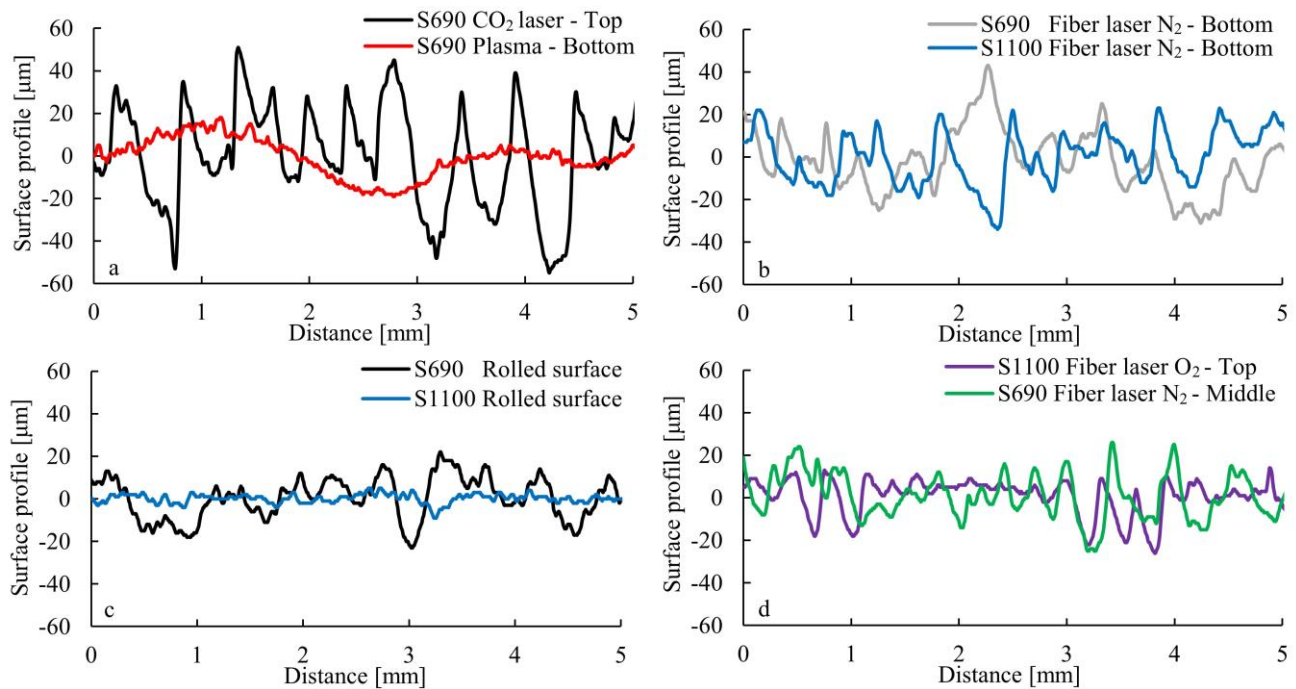 S690 CO₂ laser - Top
S690 Plasma - Bottom
Surface profile [µm]
60
40
20
0
-20
-40
-60
a
0 1 2 3 4 5
Distance [mm]
S690 Fiber laser N₂ - Bottom
S1100 Fiber laser N₂ - Bottom
Surface profile [µm]
60
40
20
0
-20
-40
-60
b
0 1 2 3 4 5
Distance [mm]
S690 Rolled surface
S1100 Rolled surface
Surface profile [µm]
60
40
20
0
-20
-40
-60
c
0 1 2 3 4 5
Distance [mm]
S1100 Fiber laser O₂ - Top
S690 Fiber laser N₂ - Middle
Surface profile [µm]
60
40
20
0
-20
-40
-60
d
0 1 2 3 4 5
Distance [mm]